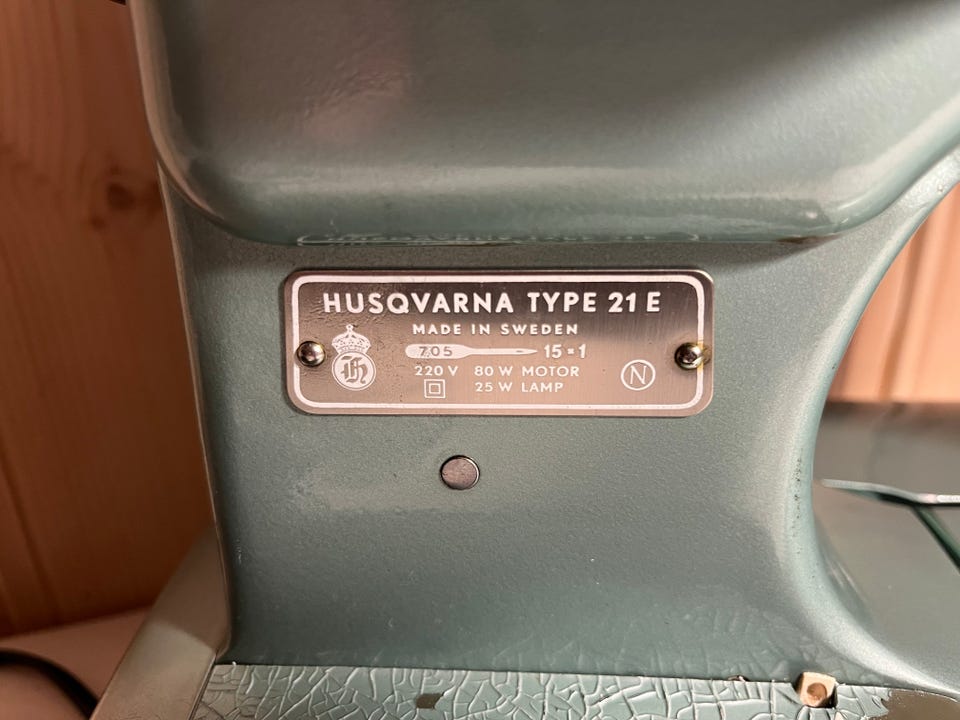 HUSQVARNA TYPE 21 E
MADE IN SWEDEN
705 15×1
220 V 80 W MOTOR
25 W LAMP
H
N